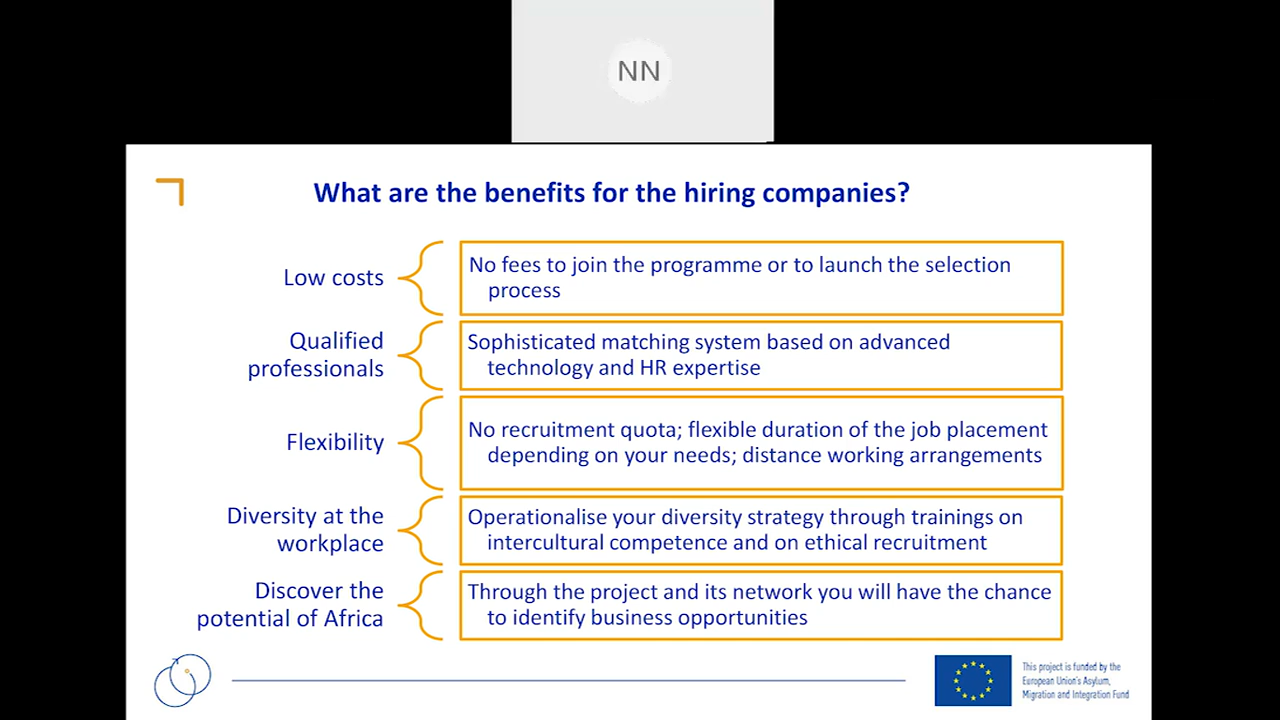 NN
What are the benefits for the hiring companies?
Low costs
No fees to join the programme or to launch the selection
process
Qualified
professionals
Sophisticated matching system based on advanced
technology and HR expertise
Flexibility
No recruitment quota; flexible duration of the job placement
depending on your needs; distance working arrangements
Diversity at the
workplace
Operationalise your diversity strategy through trainings on
intercultural competence and on ethical recruitment
Discover the
potential of Africa
Through the project and its network you will have the chance
to identify business opportunities
This project is funded by the
European Union's Asylum,
Migration and Integration Fund